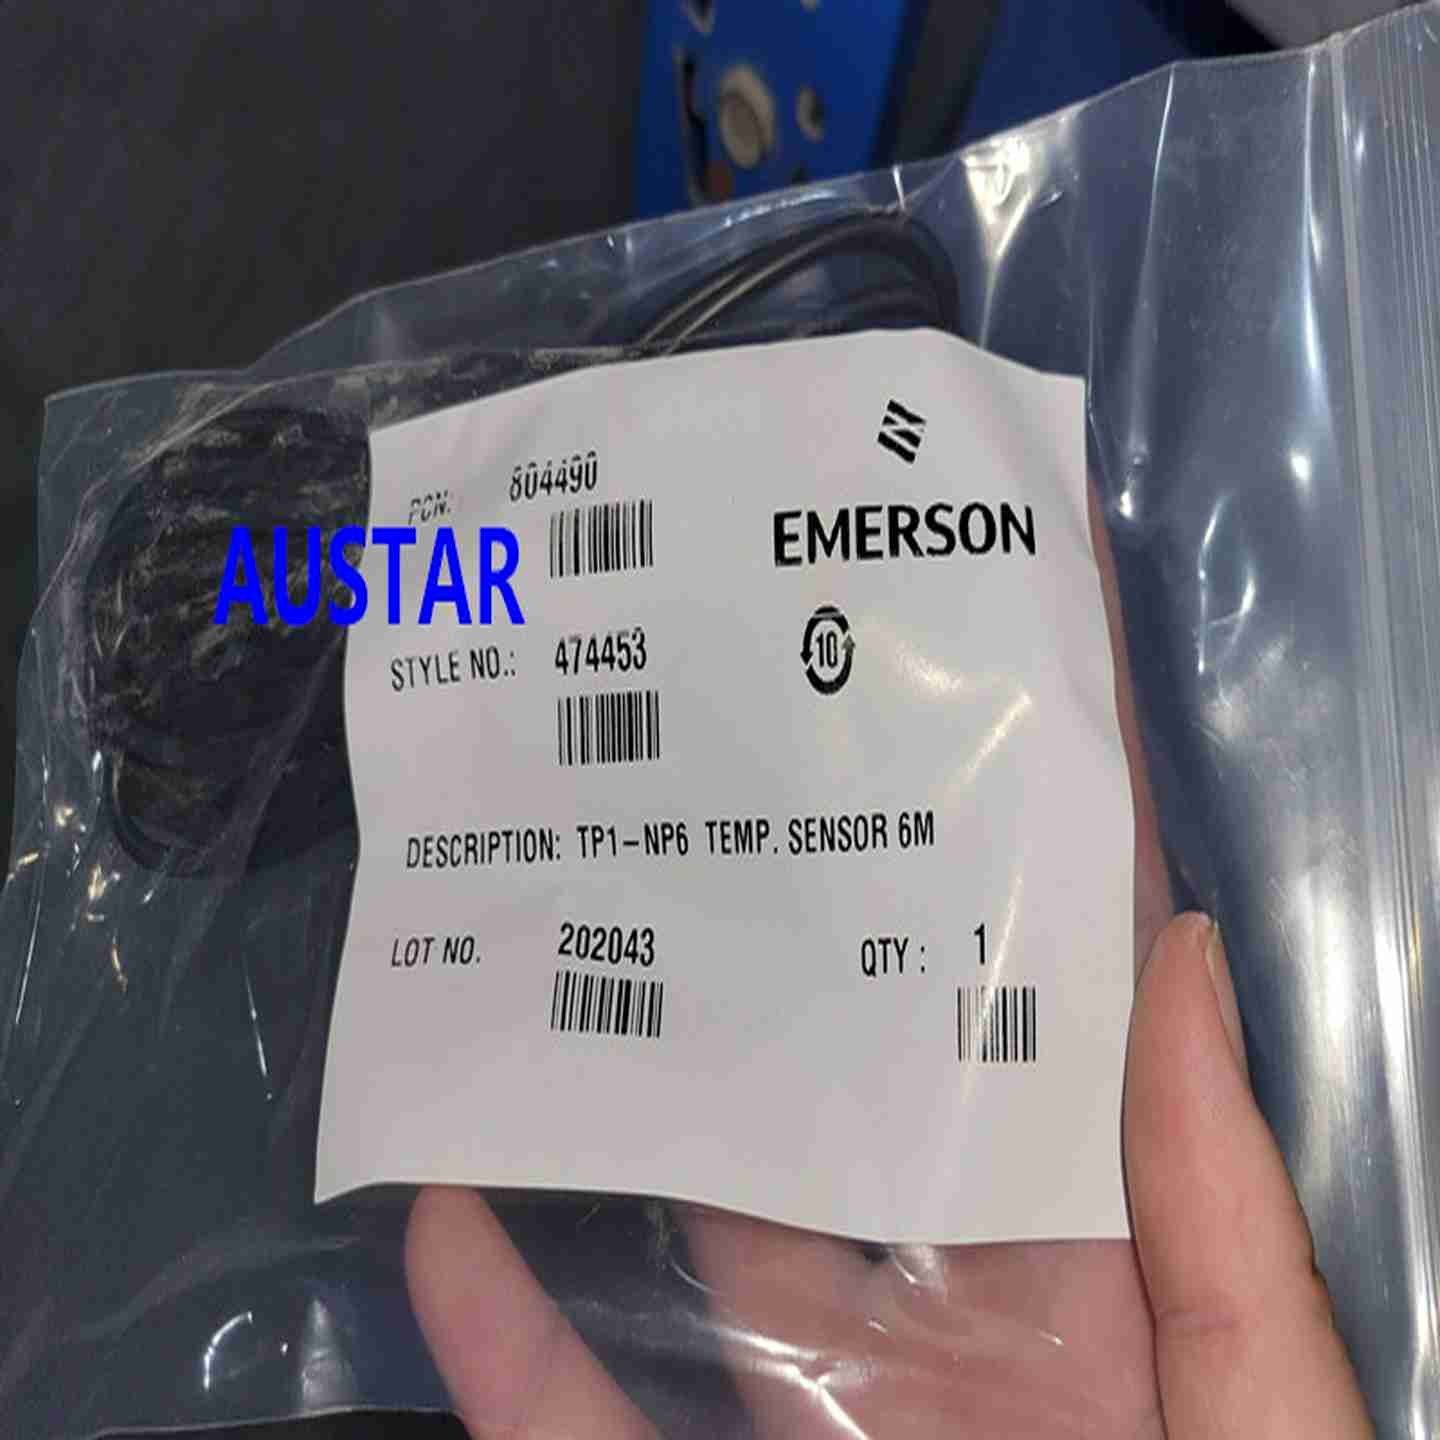 PCN: 804490
EMERSON
AUSTAR
STYLE NO.: 474453
10
DESCRIPTION: TP1-NP6 TEMP. SENSOR 6M
LOT NO. 202043 QTY : 1